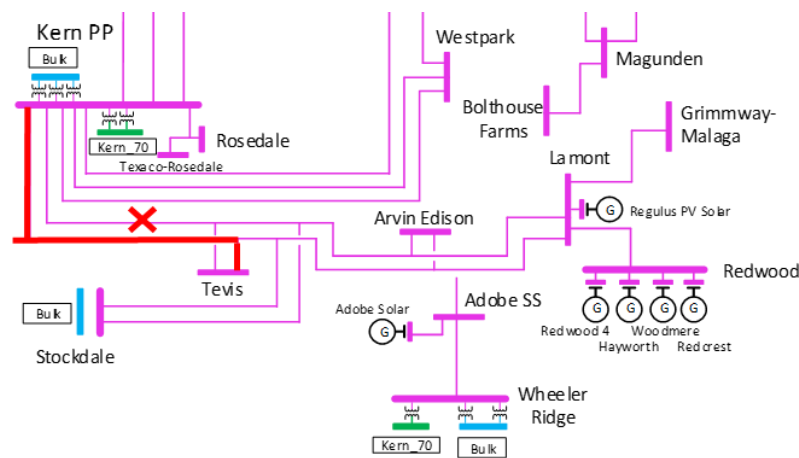 Kern PP
Bulk
Kern_70
Rosedale
Texaco-Rosedale
Westpark
Magunden
Bolthouse
Farms
Grimmway-
Malaga
Lamont
G
Regulus PV Solar
Arvin Edison
Redwood
G
G
G
G
Redwood 4
Woodmere
Hayworth
Redcrest
Tevis
Bulk
Stockdale
Adobe Solar
G
Adobe SS
Wheeler
Ridge
Kern_70
Bulk